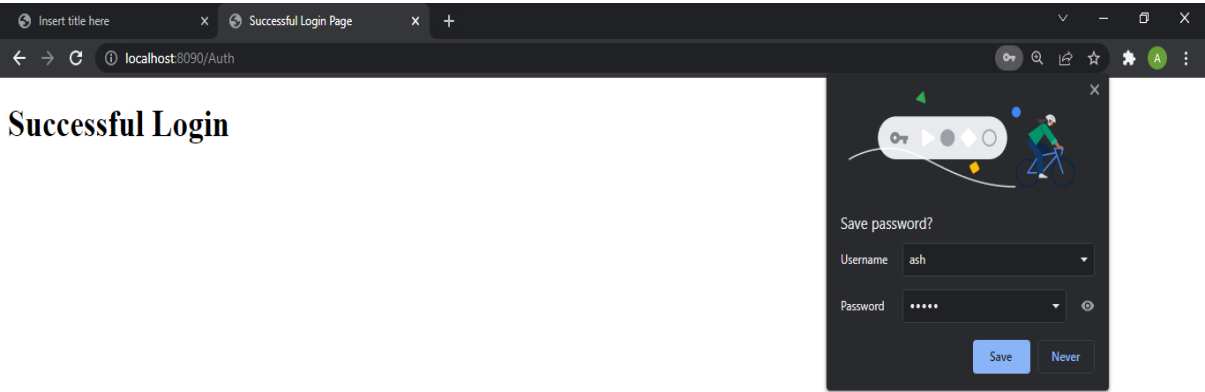 Insert title here
Successful Login Page
localhost:8090/Auth
A
Successful Login
Save password?
Username ash
Password •••••
Save Never